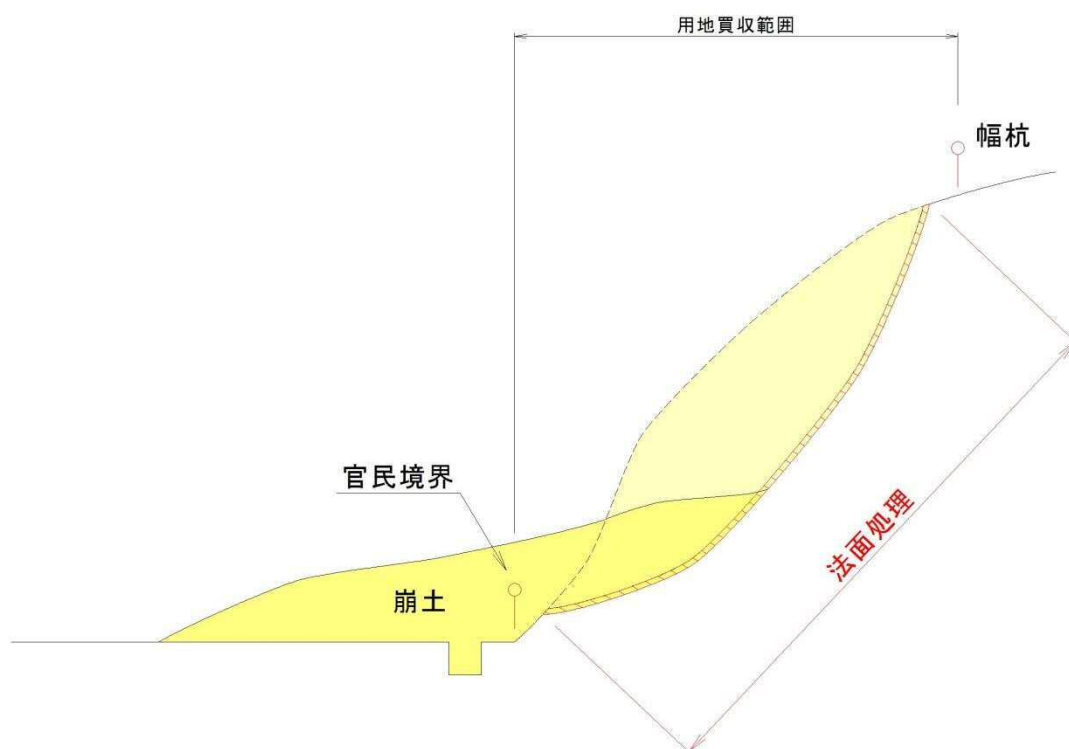 用地買収範囲
幅杭
官民境界
崩土
法面処理